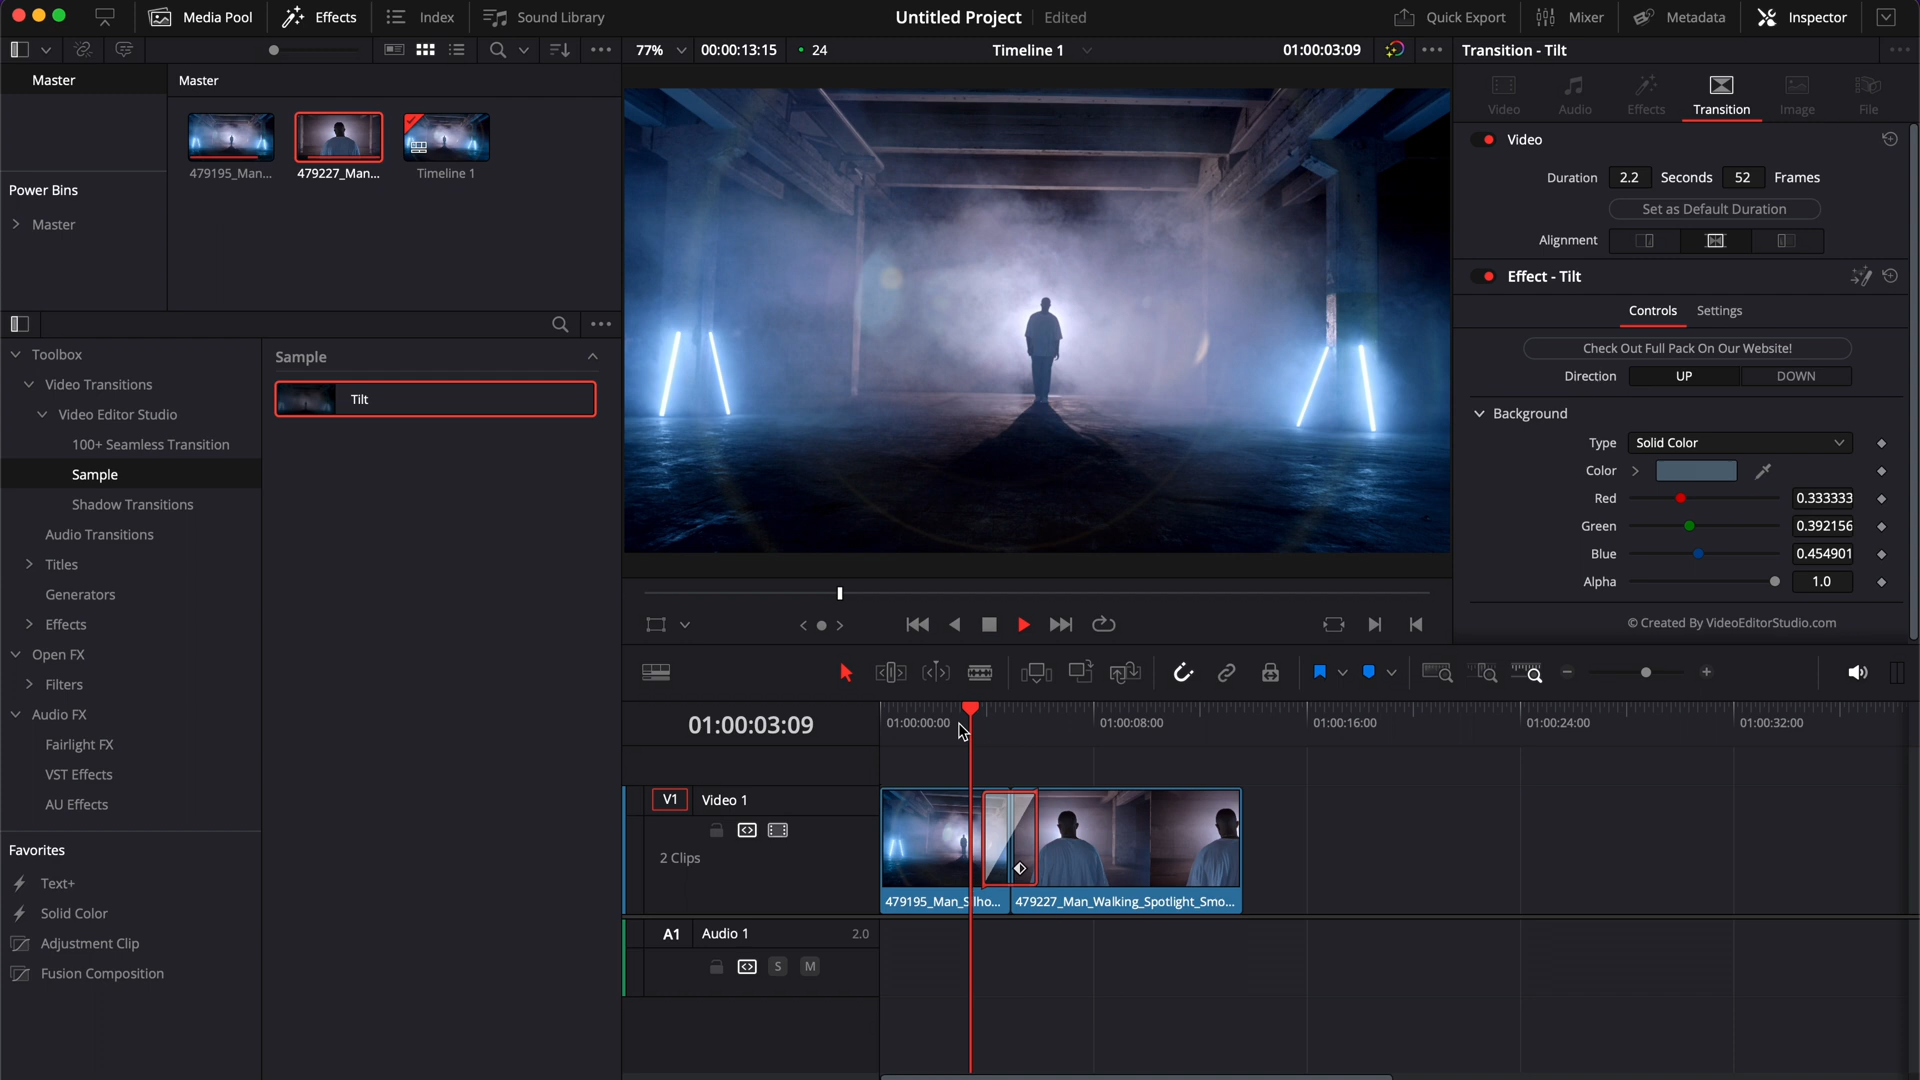 Media Pool
Effects
Index
Sound Library
Untitled Project
Edited
Quick Export
Mixer
Metadata
Inspector
77%
00:00:13:15
24
Timeline 1
01:00:03:09
Transition - Tilt
Master
Master
479195_Man...
479227_Man...
Timeline 1
Power Bins
Master
Video
Audio
Effects
Transition
Image
File
Video
Duration 2.2 Seconds 52 Frames
Set as Default Duration
Alignment
Effect - Tilt
Controls
Settings
Check Out Full Pack On Our Website!
Direction UP DOWN
Background
Type Solid Color
Color
Red 0.333333
Green 0.392156
Blue 0.454901
Alpha 1.0
© Created By VideoEditorStudio.com
Toolbox
Video Transitions
Video Editor Studio
100+ Seamless Transition
Sample
Shadow Transitions
Audio Transitions
Titles
Generators
Effects
Open FX
Filters
Audio FX
Fairlight FX
VST Effects
AU Effects
Favorites
Text+
Solid Color
Adjustment Clip
Fusion Composition
Sample
Tilt
01:00:03:09
01:00:00:00
01:00:08:00
01:00:16:00
01:00:24:00
01:00:32:00
V1 Video 1
2 Clips
479195_Man_Silho...
479227_Man_Walking_Spotlight_Smo...
A1 Audio 1 2.0
S M